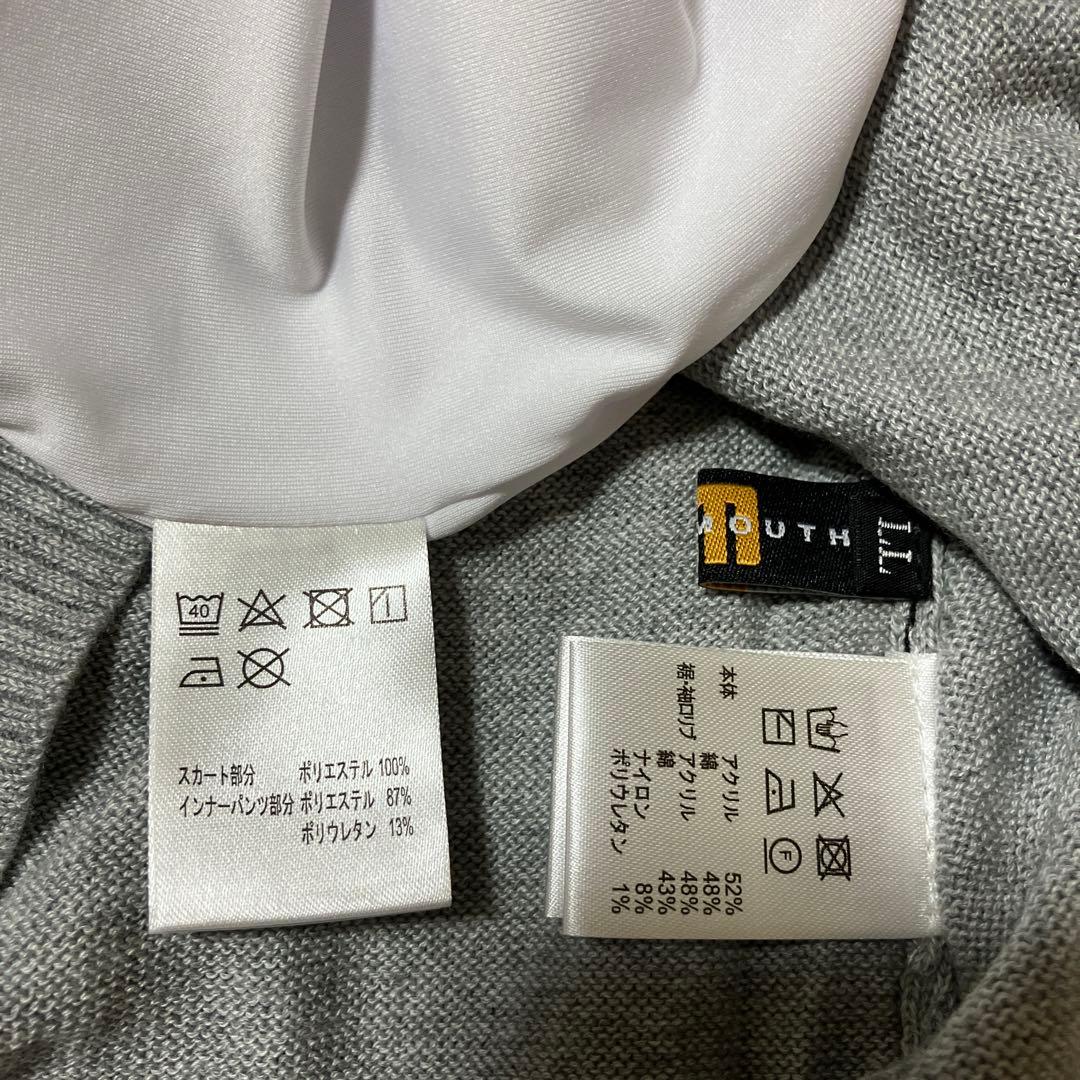 40
スカート部分 ポリエステル 100%
インナーパンツ部分 ポリエステル 87%
ポリウレタン 13%
OUTH
LL
F
本体 アクリル 52%
綿 48%
裾・袖口リブ アクリル 48%
綿 43%
ナイロン 8%
ポリウレタン 1%